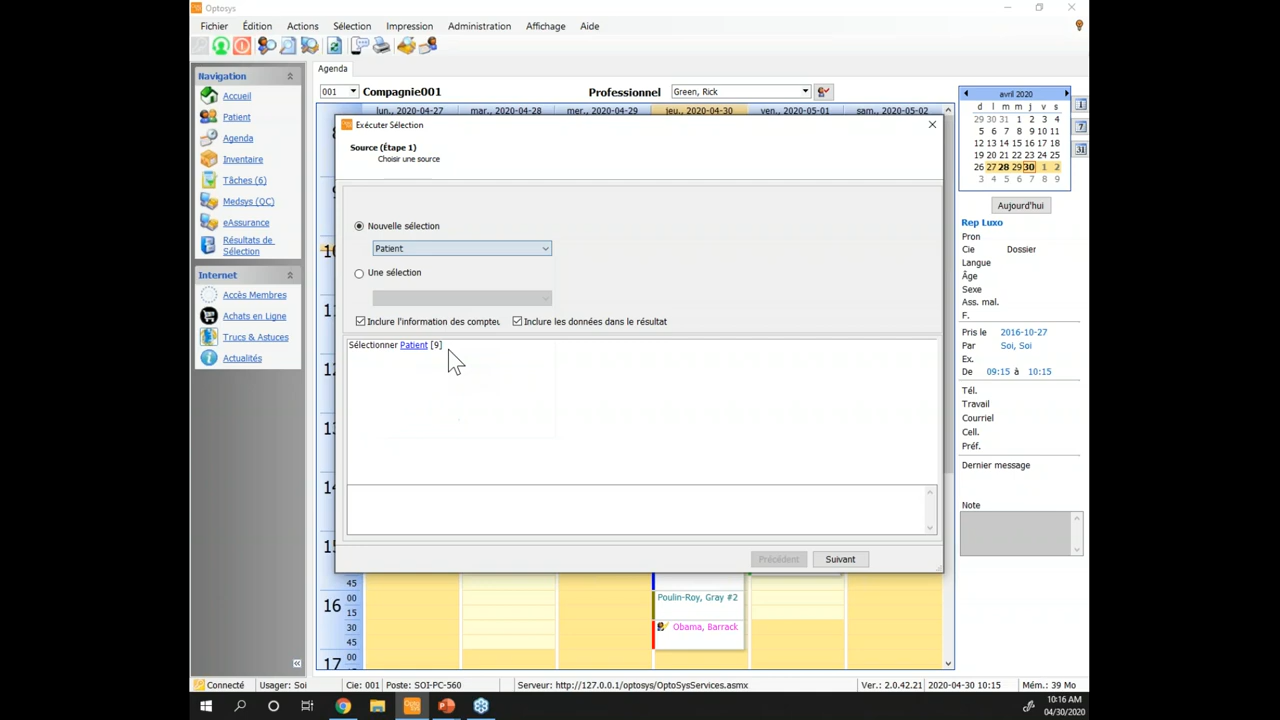 Optosys
Fichier Édition Actions Sélection Impression Administration Affichage Aide
Navigation
Accueil
Patient
Agenda
Inventaire
Tâches (6)
Medsys (QC)
eAssurance
Résultats de
Sélection
Internet
Accès Membres
Achats en Ligne
Trucs & Astuces
Actualités
Agenda
001 Compagnie001 Professionnel Green, Rick
lun., 2020-04-27 mar., 2020-04-28 mer., 2020-04-29 jeu., 2020-04-30 ven., 2020-05-01 sam., 2020-05-02
Exécuter Sélection
Source (Étape 1)
Choisir une source
Nouvelle sélection
Patient
Une sélection
Inclure l'information des compteu
Inclure les données dans le résultat
Sélectionner Patient [9]
Précédent Suivant
10
11
12
13
14
15
45
16 00
15
30
45
17 00
Poulin-Roy, Gray #2
Obama, Barrack
avril 2020
d l m m j v s
29 30 31 1 2 3 4
5 6 7 8 9 10 11
12 13 14 15 16 17 18
19 20 21 22 23 24 25
26 27 28 29 30 1 2
3 4 5 6 7 8 9
1
7
31
Aujourd'hui
Rep Luxo
Pron
Cie Dossier
Langue
Âge
Sexe
Ass. mal.
F.
Pris le 2016-10-27
Par Soi, Soi
Ex.
De 09:15 à 10:15
Tél.
Travail
Courriel
Cell.
Préf.
Dernier message
Note
Connecté Usager: Soi Cie: 001 Poste: SOI-PC-560 Serveur: http://127.0.0.1/optosys/OptoSysServices.asmx Ver.: 2.0.42.21 2020-04-30 10:15 Mém.: 39 Mo
10:16 AM
04/30/2020